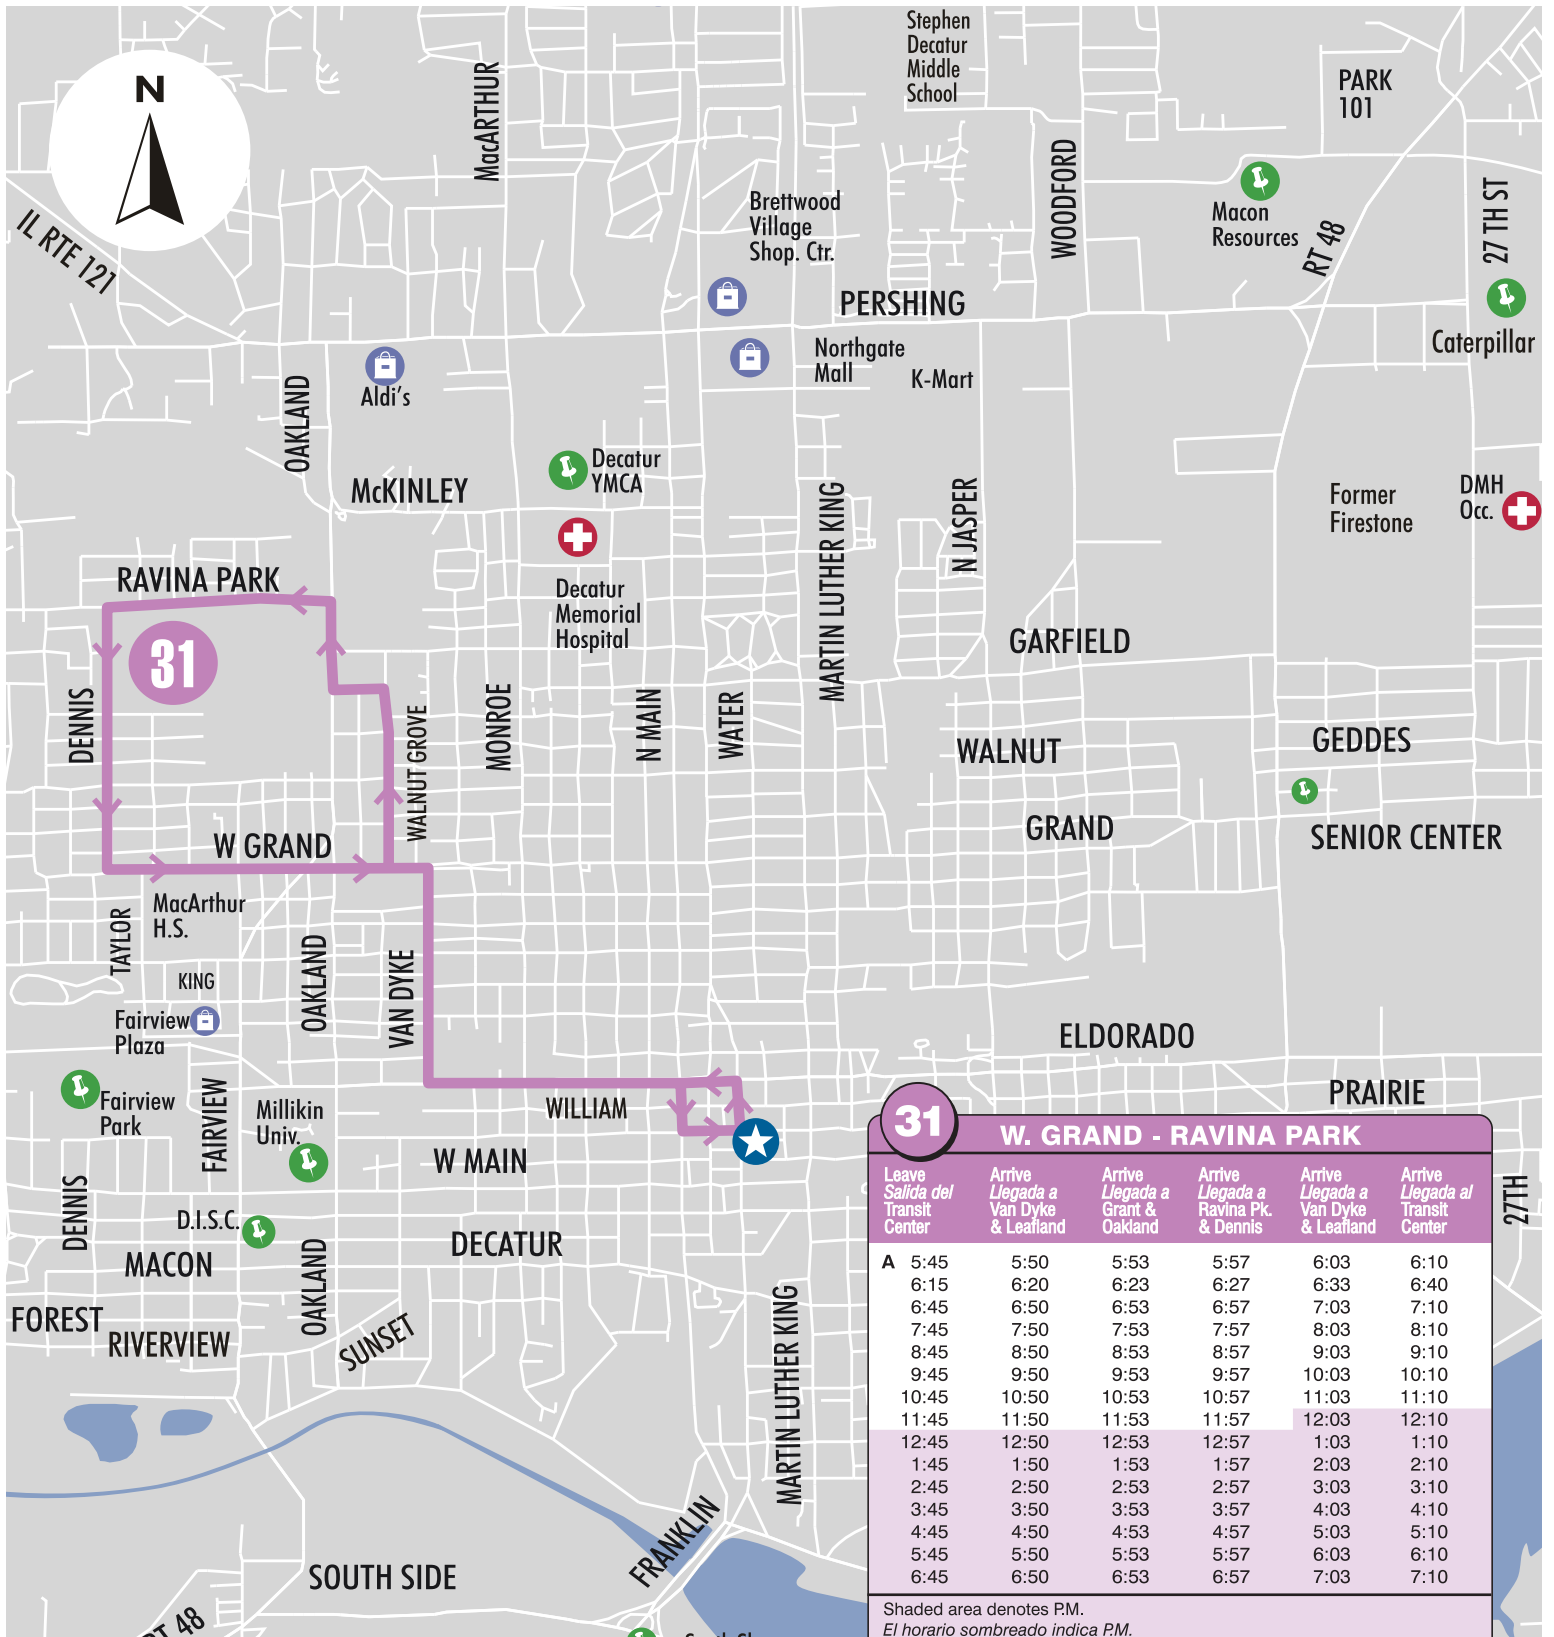 N
Stephen
Decatur
Middle
School
MacARTHUR
PARK
101
WOODFORD
IL RTE 121
Brettwood
Village
Shop. Ctr.
Macon
Resources
RT 48
27 TH ST
PERSHING
Caterpillar
Northgate
Mall
K-Mart
Aldi's
OAKLAND
Decatur
YMCA
McKINLEY
MARTIN LUTHER KING
N JASPER
Former
Firestone
DMH
Occ.
RAVINA PARK
Decatur
Memorial
Hospital
31
GARFIELD
DENNIS
WALNUT GROVE
MONROE
N MAIN
WATER
WALNUT
GEDDES
W GRAND
GRAND
SENIOR CENTER
MacArthur
H.S.
TAYLOR
KING
OAKLAND
VAN DYKE
Fairview
Plaza
ELDORADO
Fairview
Park
FAIRVIEW
Millikin
Univ.
WILLIAM
PRAIRIE
W MAIN
DENNIS
D.I.S.C.
MACON
OAKLAND
DECATUR
27TH
FOREST
RIVERVIEW
SUNSET
MARTIN LUTHER KING
FRANKLIN
SOUTH SIDE
RT 48
31
W. GRAND - RAVINA PARK
Leave Arrive Arrive Arrive Arrive Arrive
Salida del Llegada a Llegada a Llegada a Llegada a Llegada al
Transit Van Dyke Grant & Ravina Pk. Van Dyke Transit
Center & Leafland Oakland & Dennis & Leafland Center
A 5:45 5:50 5:53 5:57 6:03 6:10
6:15 6:20 6:23 6:27 6:33 6:40
6:45 6:50 6:53 6:57 7:03 7:10
7:45 7:50 7:53 7:57 8:03 8:10
8:45 8:50 8:53 8:57 9:03 9:10
9:45 9:50 9:53 9:57 10:03 10:10
10:45 10:50 10:53 10:57 11:03 11:10
11:45 11:50 11:53 11:57 12:03 12:10
12:45 12:50 12:53 12:57 1:03 1:10
1:45 1:50 1:53 1:57 2:03 2:10
2:45 2:50 2:53 2:57 3:03 3:10
3:45 3:50 3:53 3:57 4:03 4:10
4:45 4:50 4:53 4:57 5:03 5:10
5:45 5:50 5:53 5:57 6:03 6:10
6:45 6:50 6:53 6:57 7:03 7:10
Shaded area denotes P.M.
El horario sombreado indica P.M.